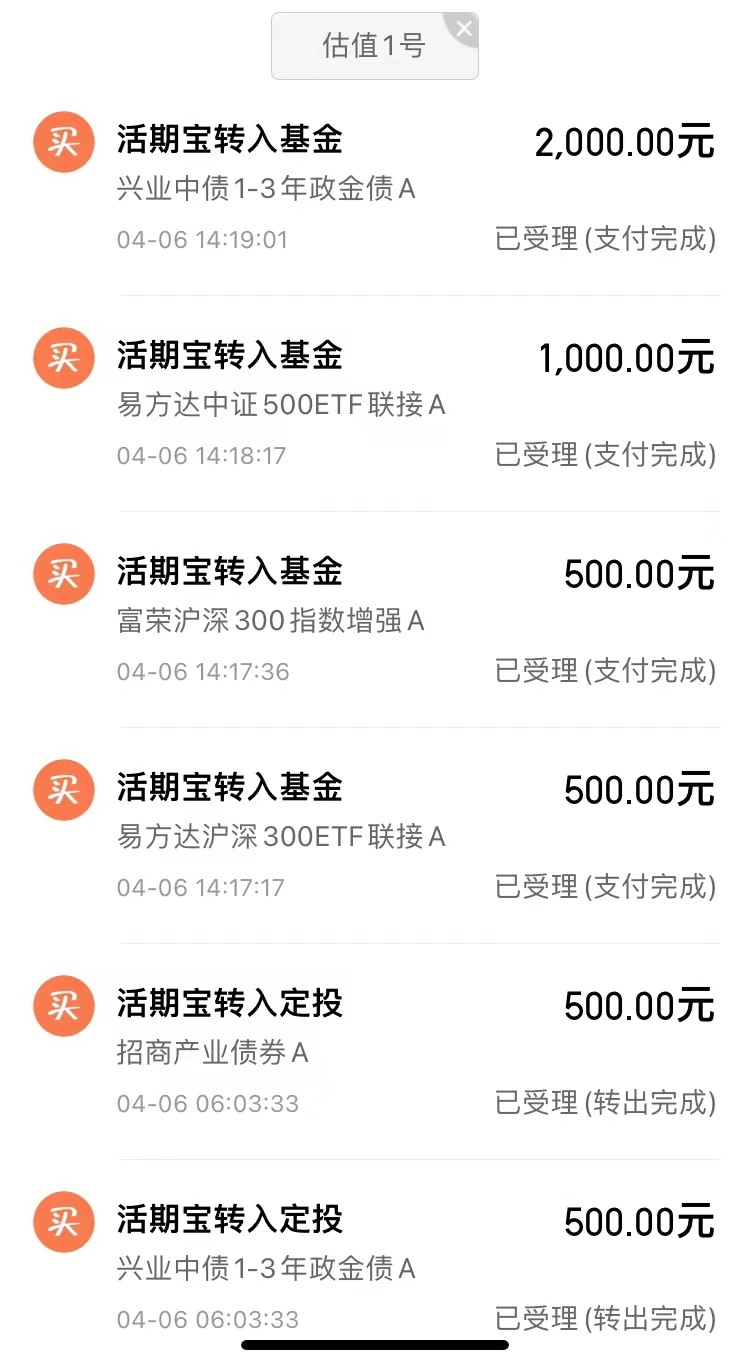 估值1号
买 活期宝转入基金 2,000.00元
兴业中债1-3年政金债A
04-06 14:19:01 已受理(支付完成)
买 活期宝转入基金 1,000.00元
易方达中证500ETF联接A
04-06 14:18:17 已受理(支付完成)
买 活期宝转入基金 500.00元
富荣沪深300指数增强A
04-06 14:17:36 已受理(支付完成)
买 活期宝转入基金 500.00元
易方达沪深300ETF联接A
04-06 14:17:17 已受理(支付完成)
买 活期宝转入定投 500.00元
招商产业债券A
04-06 06:03:33 已受理(转出完成)
买 活期宝转入定投 500.00元
兴业中债1-3年政金债A
04-06 06:03:33 已受理(转出完成)